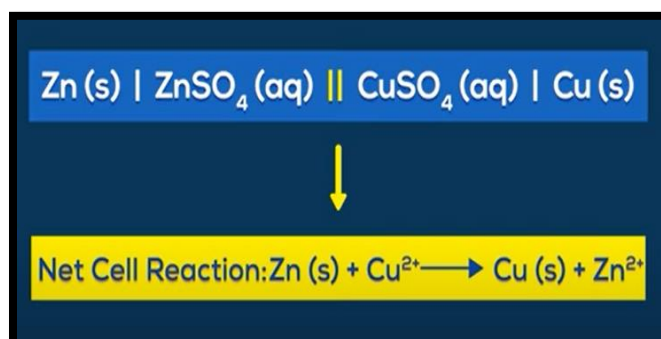 Zn (s) | ZnSO₄ (aq) || CuSO₄ (aq) | Cu (s)
Net Cell Reaction:Zn (s) + Cu²⁺⟶ Cu (s) + Zn²⁺